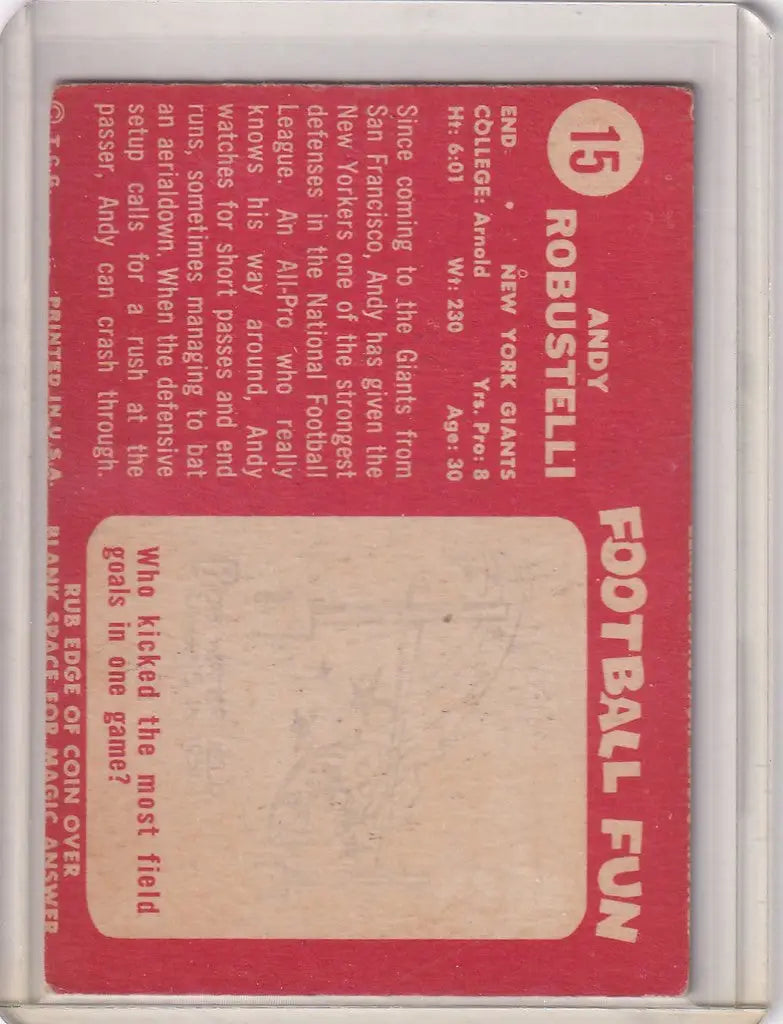 15
ANDY
ROBUSTELLI
END • NEW YORK GIANTS
COLLEGE: Arnold Yrs. Pro: 8
Ht: 6:01 Wt: 230 Age: 30
Since coming to the Giants from
San Francisco, Andy has given the
New Yorkers one of the strongest
defenses in the National Football
League. An All-Pro who really
knows his way around, Andy
watches for short passes and end
runs, sometimes managing to bat
an aerialdown. When the defensive
setup calls for a rush at the
passer, Andy can crash through.
© T.C.G. PRINTED IN U.S.A.
FOOTBALL FUN
Who kicked the most field
goals in one game?
RUB EDGE OF COIN OVER
BLANK SPACE FOR MAGIC ANSWER